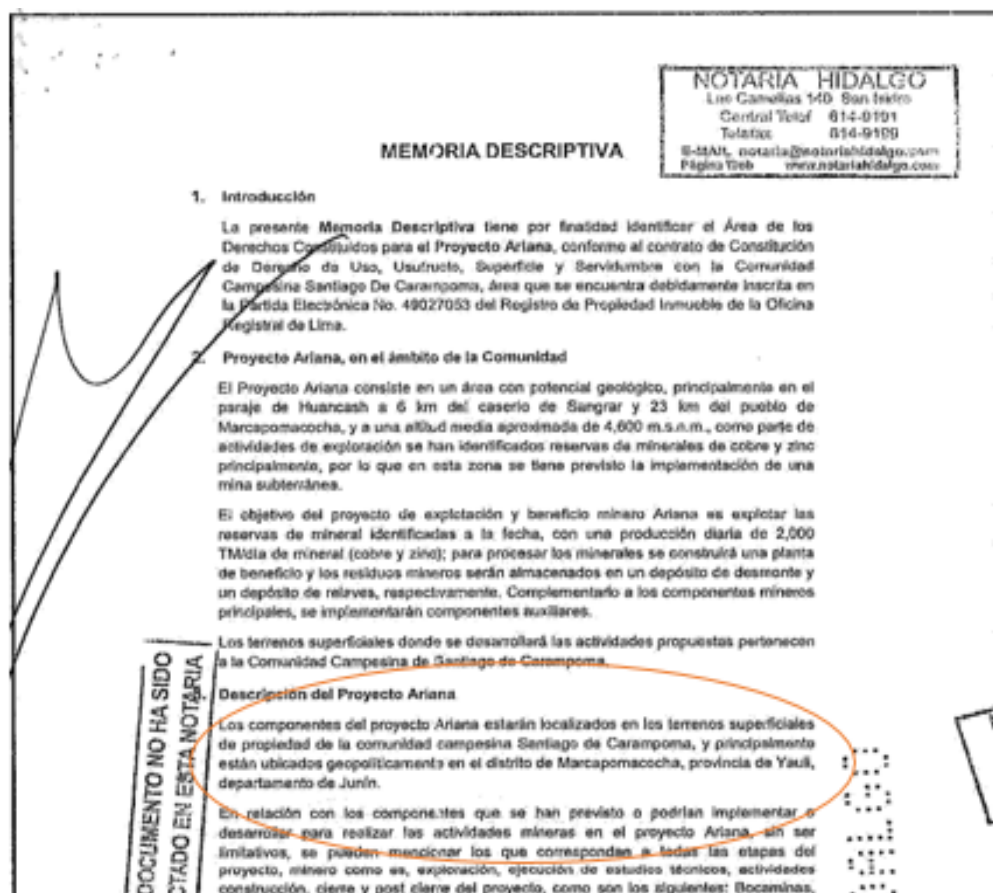 NOTARIA HIDALGO
Los Camelias 140 San Isidro
Central Telef 614-9191
Telefax 614-9199
E-MAIL notaria@notariahidalgo.com
Página Web www.notariahidalgo.com
MEMORIA DESCRIPTIVA
1. Introducción
La presente Memoria Descriptiva tiene por finalidad identificar el Área de los
Derechos Constituidos para el Proyecto Ariana, conforme al contrato de Constitución
de Derecho de Uso, Usufructo, Superficie y Servidumbre con la Comunidad
Campesina Santiago De Carampoma, área que se encuentra debidamente inscrita en
la Partida Electrónica No. 49027053 del Registro de Propiedad Inmueble de la Oficina
Registral de Lima.
2. Proyecto Ariana, en el ámbito de la Comunidad
El Proyecto Ariana consiste en un área con potencial geológico, principalmente en el
paraje de Huancash a 6 km del caserío de Sangrar y 23 km del pueblo de
Marcapomacocha, y a una altitud media aproximada de 4,600 m.s.n.m., como parte de
actividades de exploración se han identificados reservas de minerales de cobre y zinc
principalmente, por lo que en esta zona se tiene previsto la implementación de una
mina subterránea.
El objetivo del proyecto de explotación y beneficio minero Ariana es explotar las
reservas de mineral identificadas a la fecha, con una producción diaria de 2,000
TM/día de mineral (cobre y zinc); para procesar los minerales se construirá una planta
de beneficio y los residuos mineros serán almacenados en un depósito de desmonte y
un depósito de relaves, respectivamente. Complementario a los componentes mineros
principales, se implementarán componentes auxiliares.
Los terrenos superficiales donde se desarrollará las actividades propuestas pertenecen
a la Comunidad Campesina de Santiago de Carampoma.
Descripción del Proyecto Ariana
Los componentes del proyecto Ariana estarán localizados en los terrenos superficiales
de propiedad de la comunidad campesina Santiago de Carampoma, y principalmente
están ubicados geopolíticamente en el distrito de Marcapomacocha, provincia de Yauli,
departamento de Junín.
En relación con los componentes que se han previsto o podrían implementar o
desarrollar para realizar las actividades mineras en el proyecto Ariana, sin ser
limitativos, se pueden mencionar los que correspondan a todas las etapas del
proyecto, minero como es, exploración, ejecución de estudios técnicos, actividades
construcción, cierre y post cierre del proyecto, como son los siguientes: Bocaminas,
DOCUMENTO NO HA SIDO
CTADO EN ESTA NOTARIA